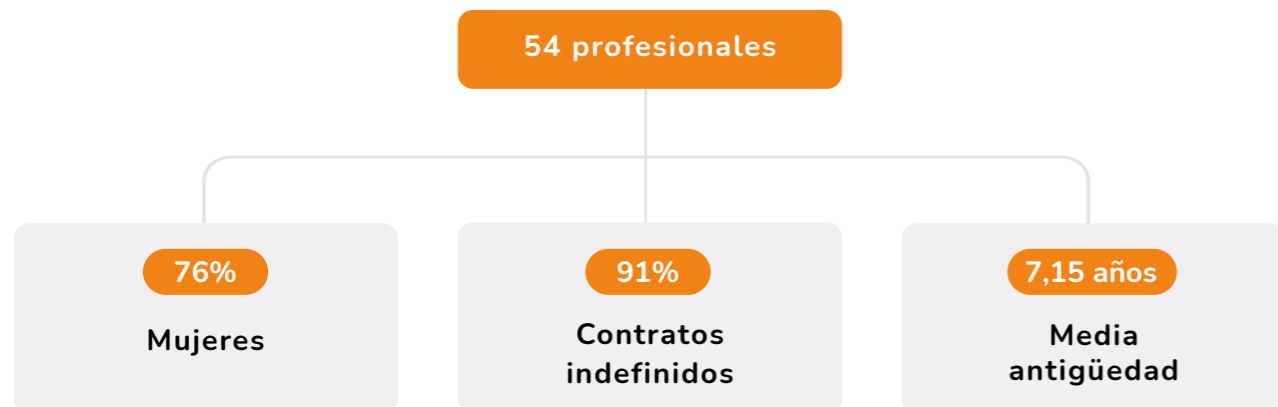 54 profesionales
76%
Mujeres
91%
Contratos
indefinidos
7,15 años
Media
antigüedad